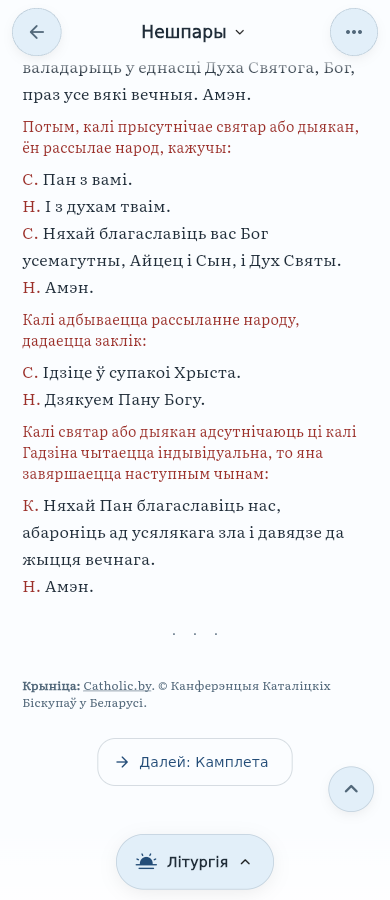 Нешпары
валадарыць у еднасці Духа Святога, Бог,
праз усе вякі вечныя. Амэн.
Потым, калі прысутнічае святар або дыякан,
ён рассылае народ, кажучы:
С. Пан з вамі.
Н. І з духам тваім.
С. Няхай благаславіць вас Бог
усемагутны, Айцец і Сын, і Дух Святы.
Н. Амэн.
Калі адбываецца рассыланне народу,
дадаецца заклік:
С. Ідзіце ў супакоі Хрыста.
Н. Дзякуем Пану Богу.
Калі святар або дыякан адсутнічаюць ці калі
Гадзіна чытаецца індывідуальна, то яна
завяршаецца наступным чынам:
К. Няхай Пан благаславіць нас,
абароніць ад усялякага зла і давядзе да
жыцця вечнага.
Н. Амэн.
. . .
Крыніца: Catholic.by. © Канферэнцыя Каталіцкіх
Біскупаў у Беларусі.
Далей: Камплета
Літургія